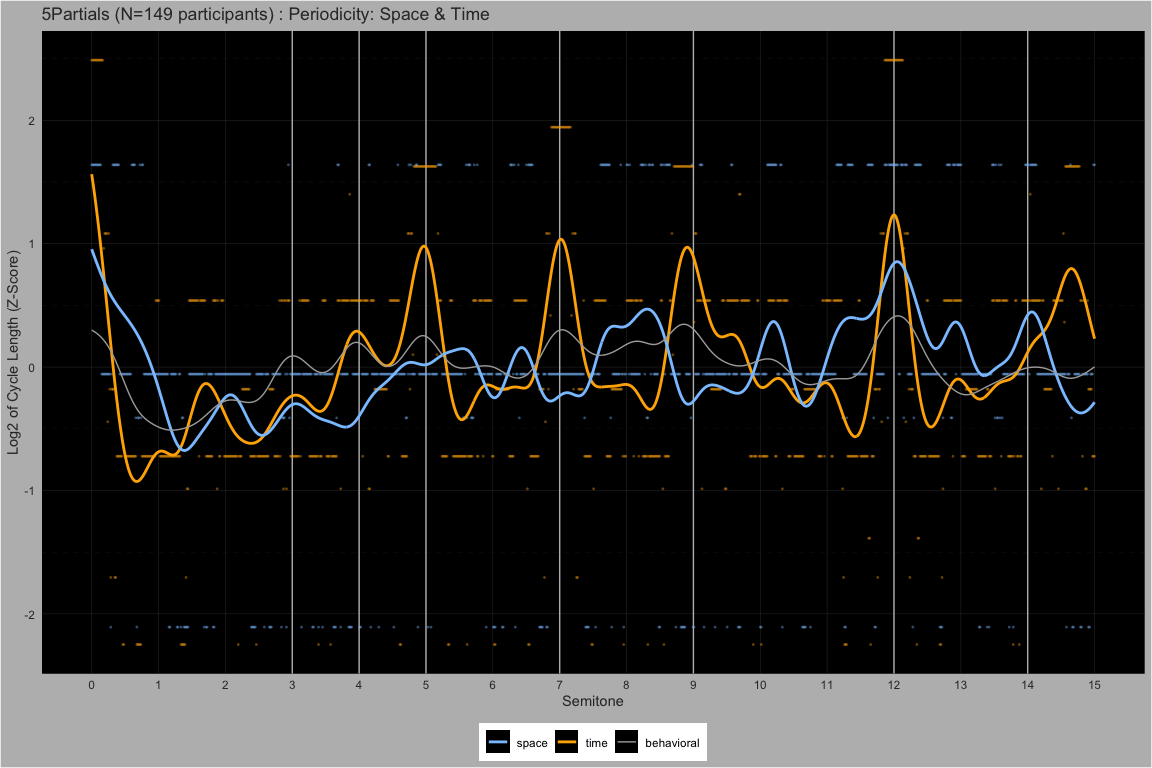 5Partials (N=149 participants) : Periodicity: Space & Time
Log2 of Cycle Length (Z-Score)
2
1
0
-1
-2
0 1 2 3 4 5 6 7 8 9 10 11 12 13 14 15
Semitone
space time behavioral